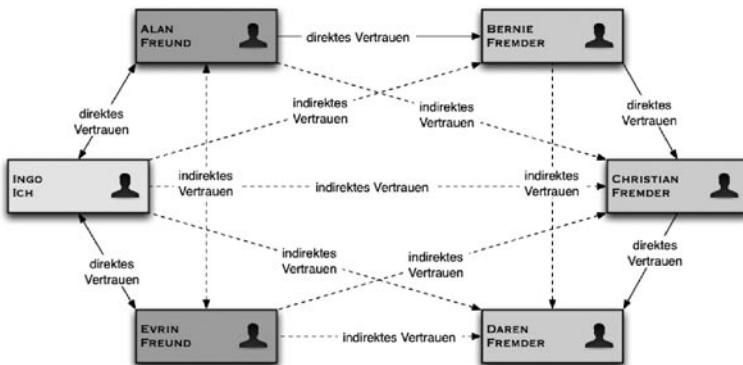 ALAN
FREUND
direktes Vertrauen
BERNIE
FREMDER
direktes
Vertrauen
indirektes
Vertrauen
indirektes
Vertrauen
direktes
Vertrauen
INGO
ICH
indirektes
Vertrauen
indirektes Vertrauen
indirektes
Vertrauen
CHRISTIAN
FREMDER
direktes
Vertrauen
indirektes
Vertrauen
indirektes
Vertrauen
direktes
Vertrauen
EVRIN
FREUND
indirektes Vertrauen
DAREN
FREMDER